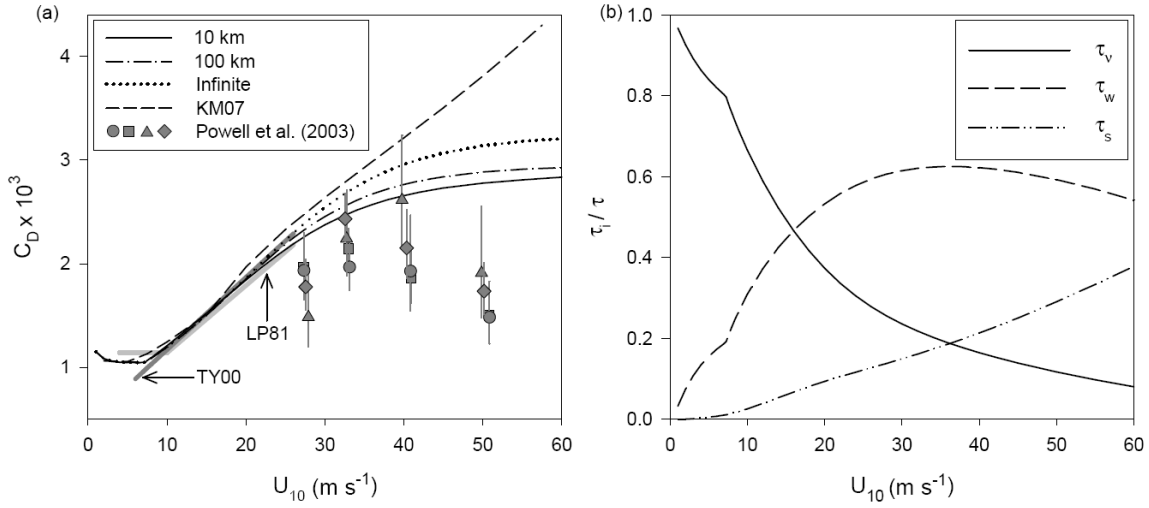 (a)
10 km
100 km
Infinite
KM07
Powell et al. (2003)
LP81
TY00
4
3
2
1
C_D x 10^3
0 10 20 30 40 50 60
U_10 (m s^-1)
(b)
τ_ν
τ_w
τ_s
1.0
0.8
0.6
0.4
0.2
0.0
τ_i / τ
0 10 20 30 40 50 60
U_10 (m s^-1)